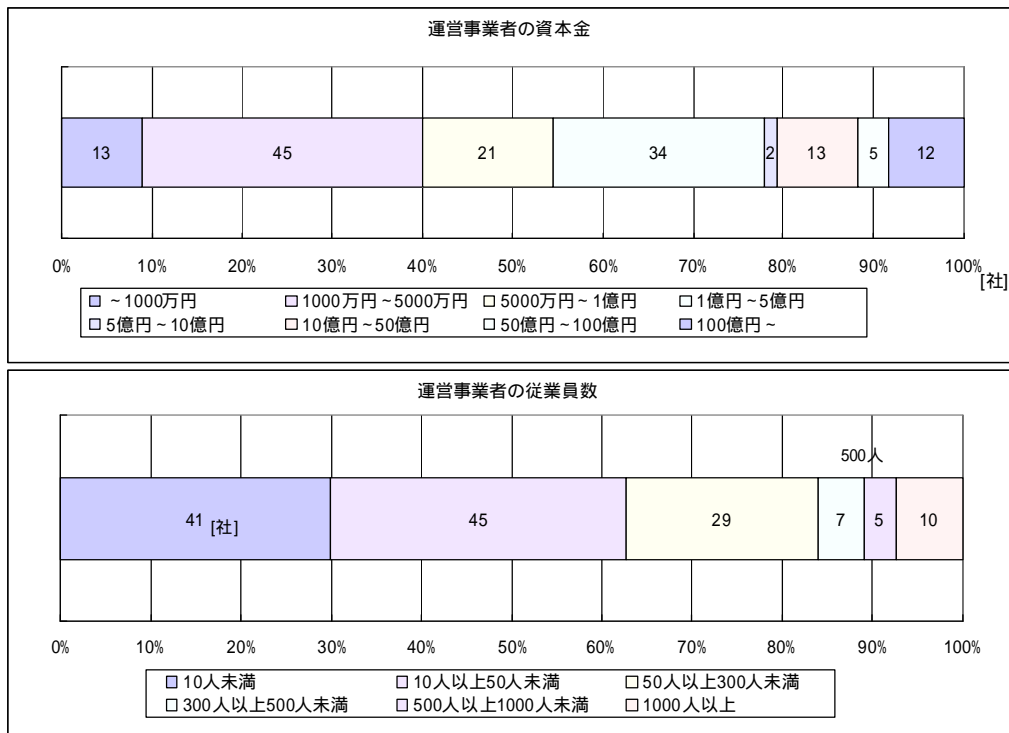 運営事業者の資本金
13 45 21 34 2 13 5 12
0% 10% 20% 30% 40% 50% 60% 70% 80% 90% 100%
[社]
~1000万円 1000万円~5000万円 5000万円~1億円 1億円~5億円
5億円~10億円 10億円~50億円 50億円~100億円 100億円~
運営事業者の従業員数
500人
41 [社] 45 29 7 5 10
0% 10% 20% 30% 40% 50% 60% 70% 80% 90% 100%
10人未満 10人以上50人未満 50人以上300人未満
300人以上500人未満 500人以上1000人未満 1000人以上